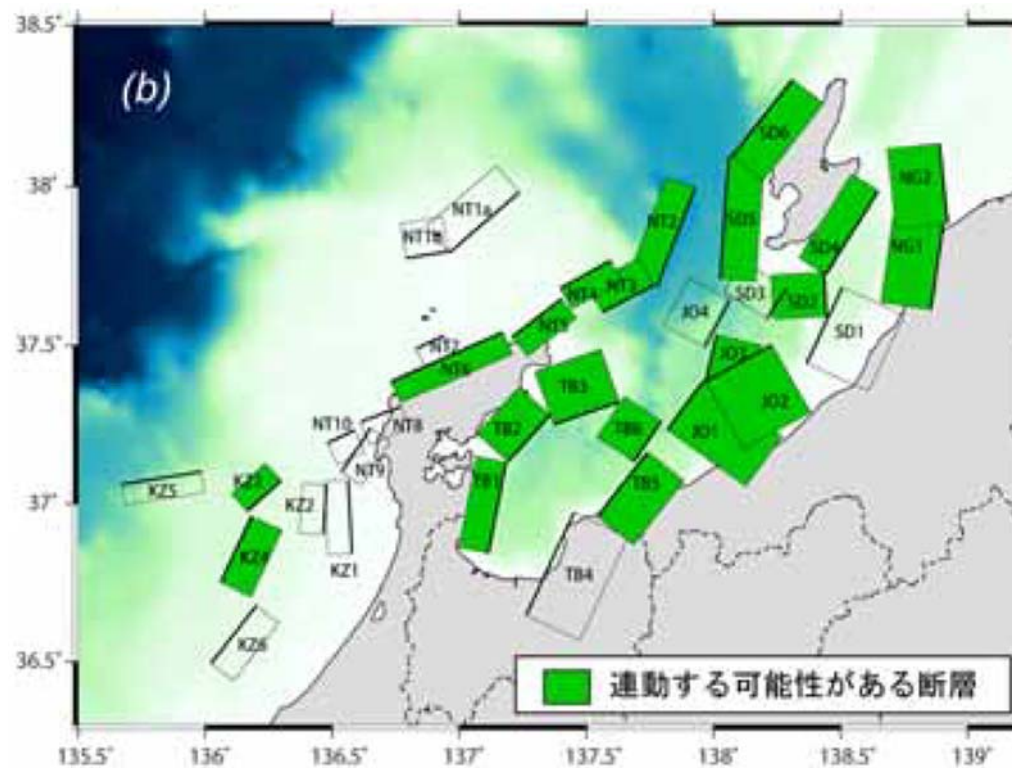 38.5°
(b)
SD6
38°
NG2
NT1a
NT2
SD5
NT1b
SD4
NG1
NT3
SD3
NT4
SD2
JO4
SD1
NT5
37.5°
NT7
JO3
NT6
TB3
JO2
NT10
NT8
TB2
TB6
JO1
NT9
TB1
KZ3
KZ5
TB5
37°
KZ2
KZ4
KZ1
TB4
KZ6
36.5°
連動する可能性がある断層
135.5° 136° 136.5° 137° 137.5° 138° 138.5° 139°